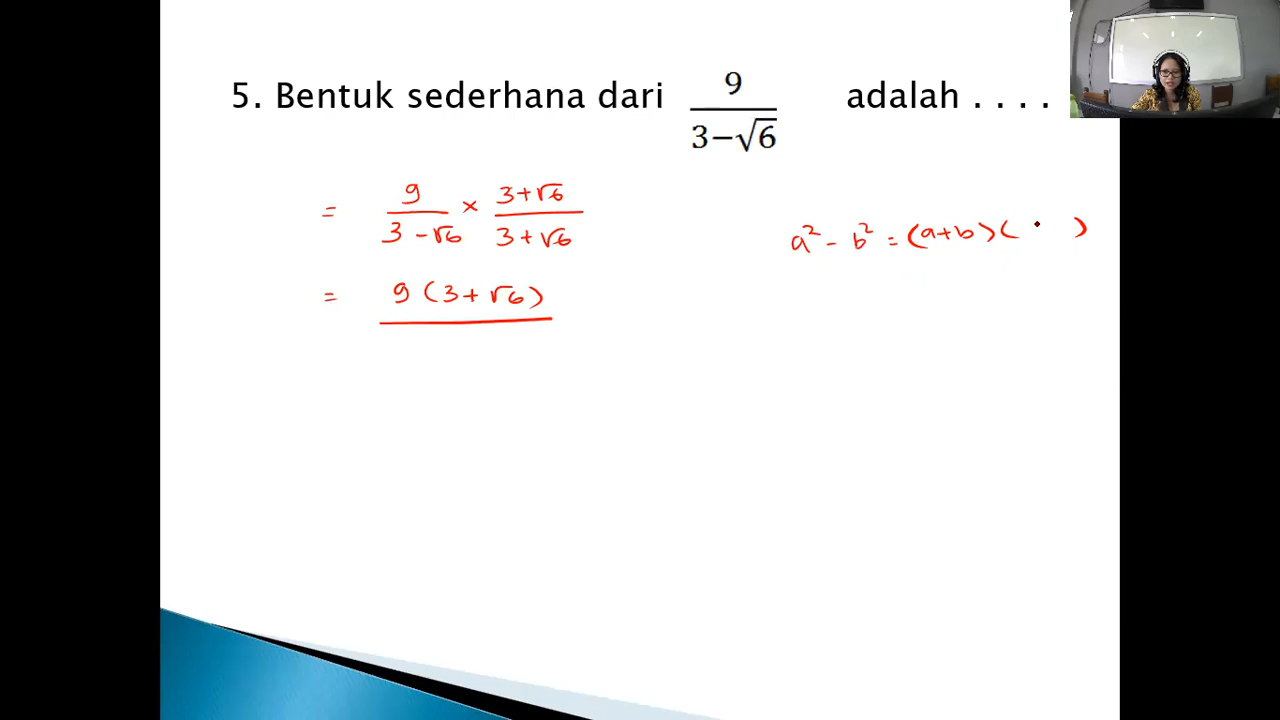 5. Bentuk sederhana dari 9/(3−√6) adalah . . . .
= 9/(3 - √6) × (3+√6)/(3+√6)
a² - b² = (a+b)( )
= 9 (3+ √6)